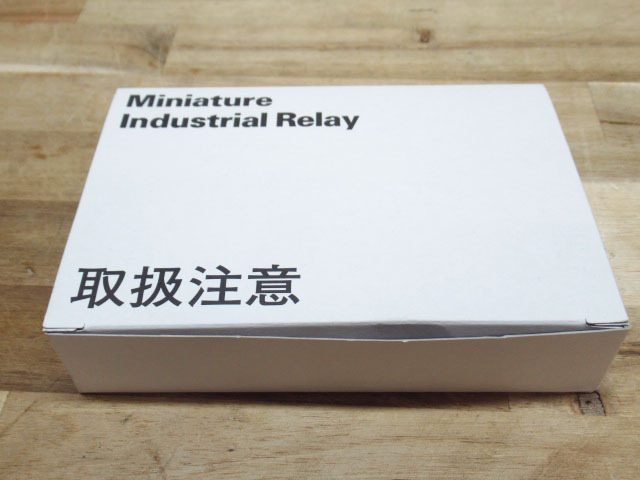 Miniature
Industrial Relay
取扱注意